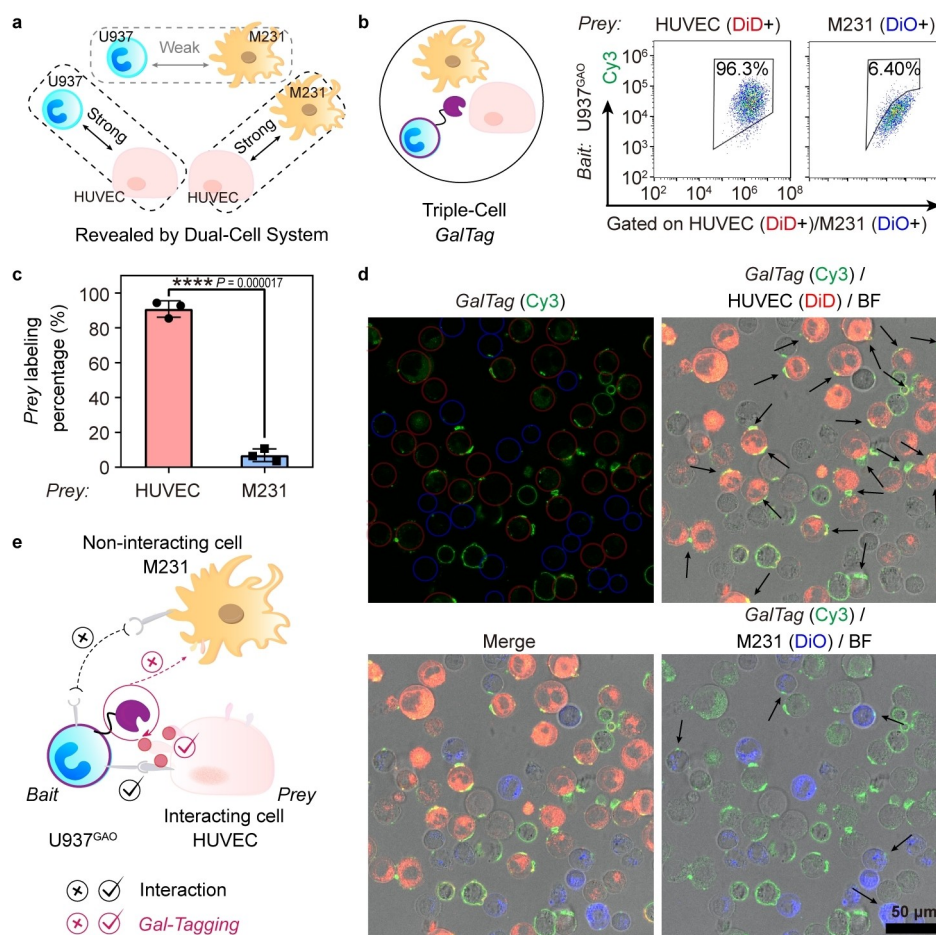 a
U937
M231
Weak
U937
M231
Strong
Strong
HUVEC
HUVEC
Revealed by Dual-Cell System
b
Triple-Cell
GalTag
Prey: HUVEC (DiD+) M231 (DiO+)
Bait: U937GAO
Cy3
10⁶
10⁵
10⁴
10³
10²
96.3%
6.40%
10² 10⁴ 10⁶ 10⁸
10² 10⁴ 10⁶ 10⁸
Gated on HUVEC (DiD+)/M231 (DiO+)
c
**** P = 0.000017
Prey labeling
percentage (%)
100
80
60
40
20
0
Prey: HUVEC M231
d
GalTag (Cy3)
GalTag (Cy3) /
HUVEC (DiD) / BF
Merge
GalTag (Cy3) /
M231 (DiO) / BF
50 μm
e
Non-interacting cell
M231
Bait
U937GAO
Interacting cell
HUVEC
Prey
Interaction
Gal-Tagging